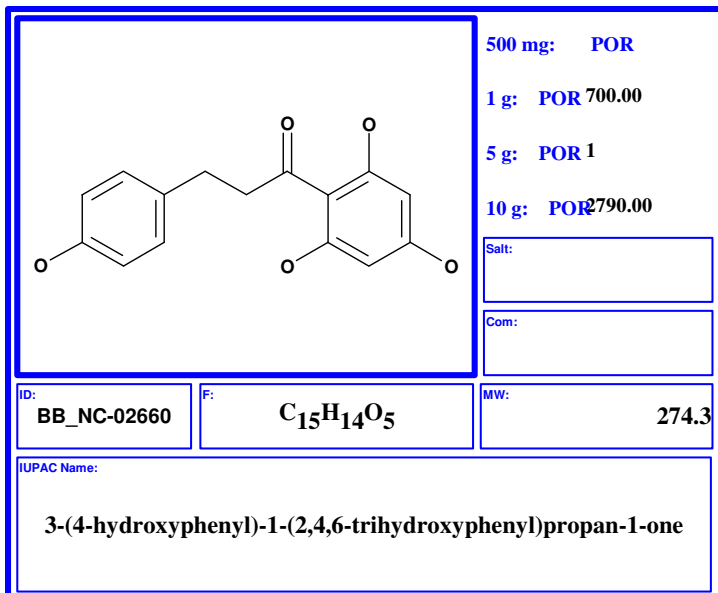 500 mg: POR
1 g: POR 700.00
5 g: POR 1
10 g: POR 2790.00
O
O
O
O
O
Salt:
Com:
ID:
BB_NC-02660
F:
C15H14O5
MW:
274.3
IUPAC Name:
3-(4-hydroxyphenyl)-1-(2,4,6-trihydroxyphenyl)propan-1-one